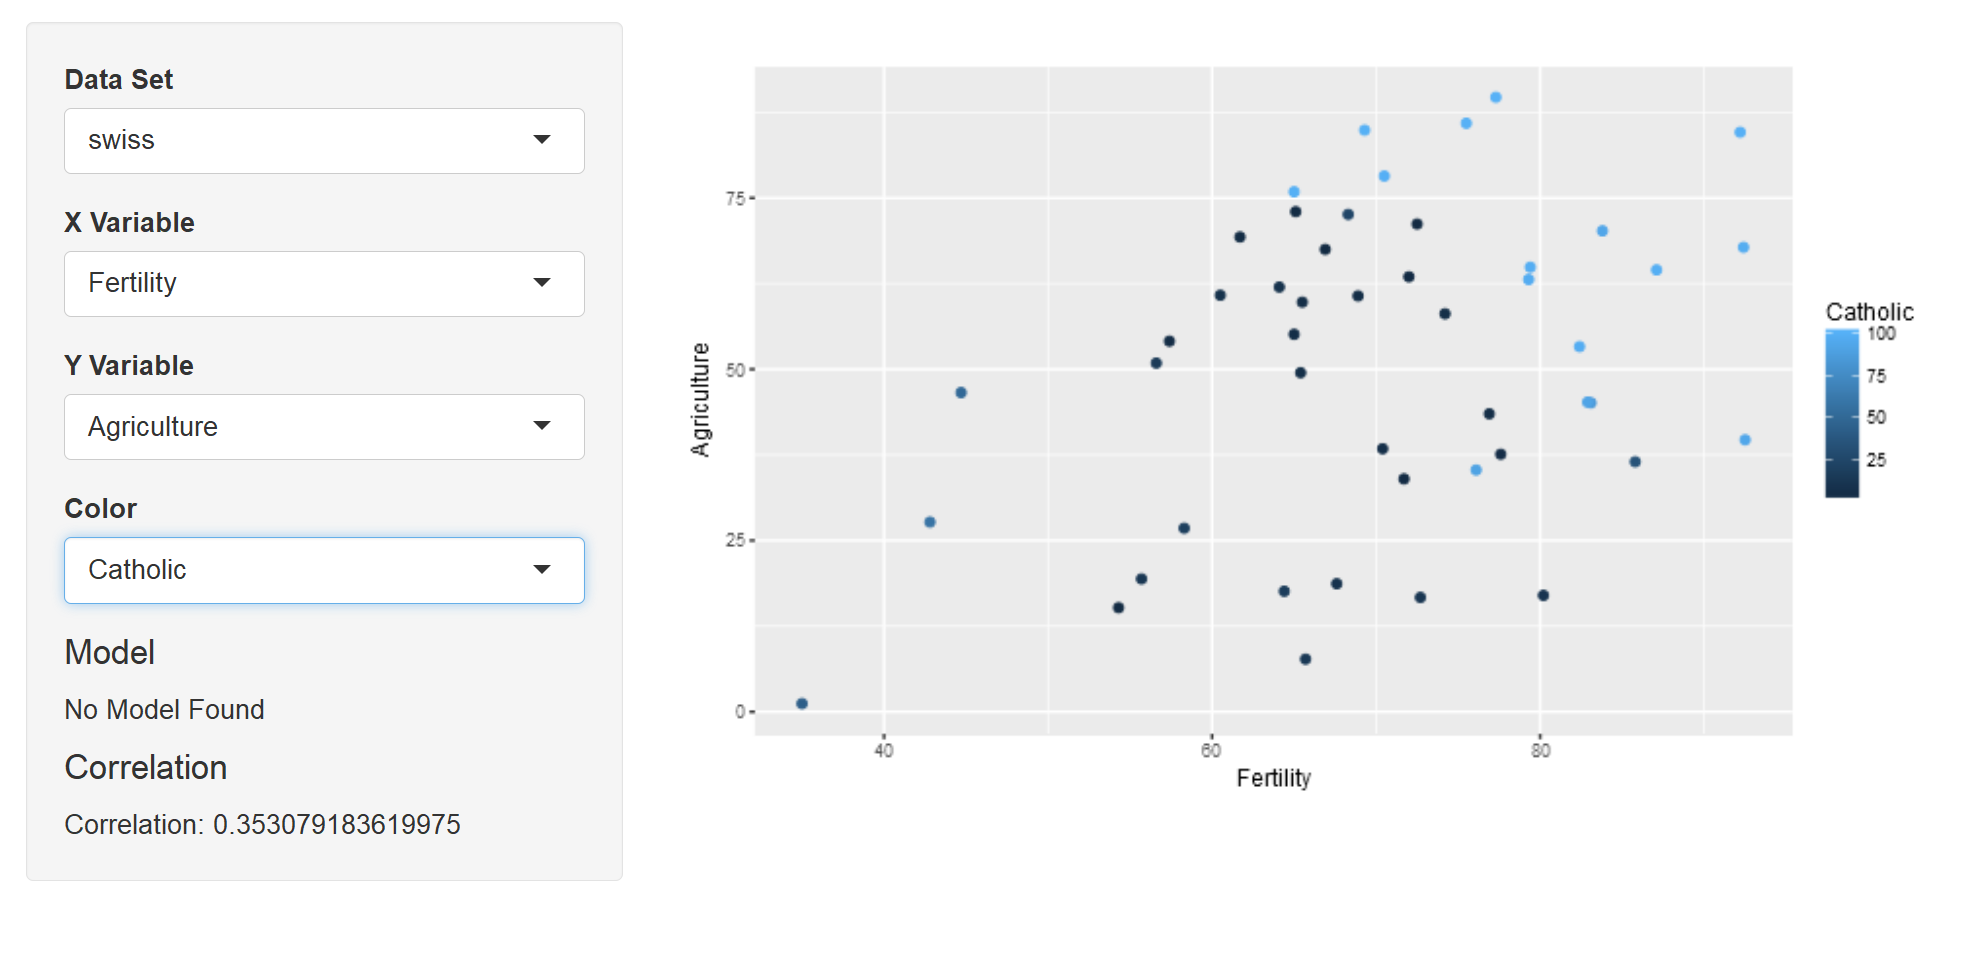 Data Set
swiss
X Variable
Fertility
Y Variable
Agriculture
Color
Catholic
Model
No Model Found
Correlation
Correlation: 0.353079183619975
Agriculture
75
50
25
0
40 60 80
Fertility
Catholic
100
75
50
25